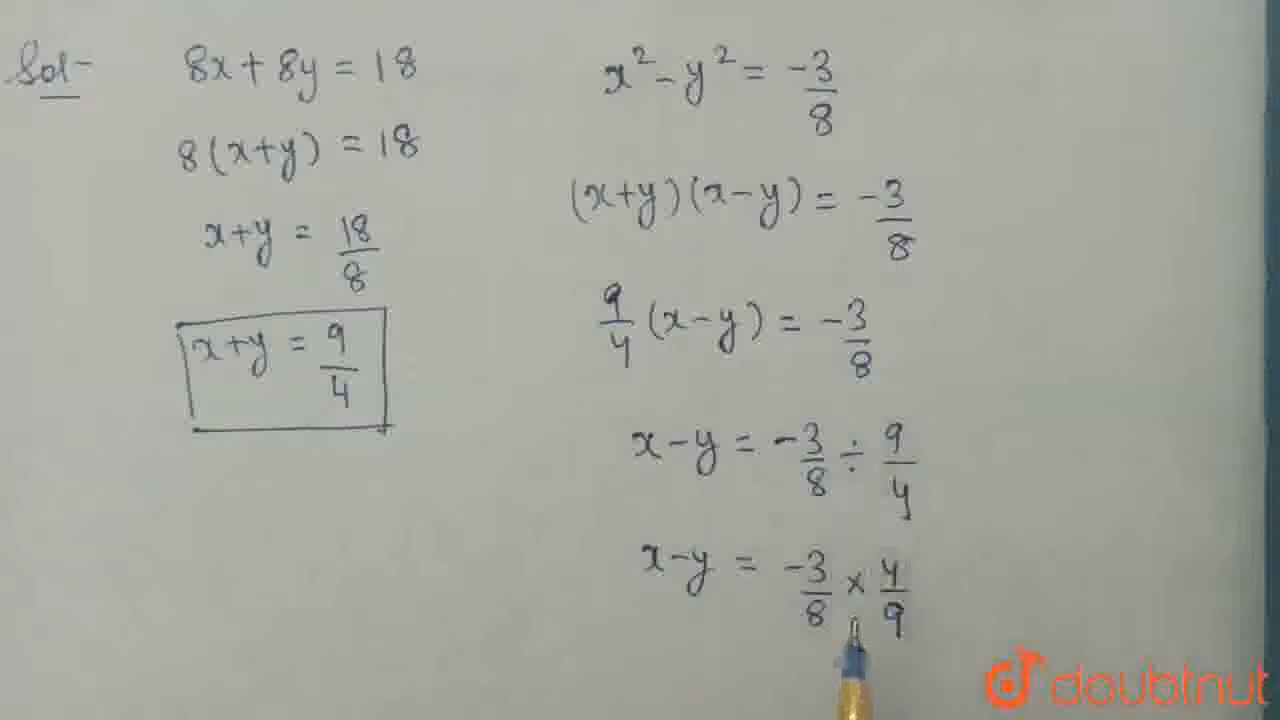 Sol-
8x + 8y = 18
8(x+y) = 18
x+y = 18/8
x+y = 9/4
x² - y² = -3/8
(x+y)(x-y) = -3/8
9/4 (x-y) = -3/8
x-y = -3/8 ÷ 9/4
x-y = -3/8 × 4/9
doubtnut